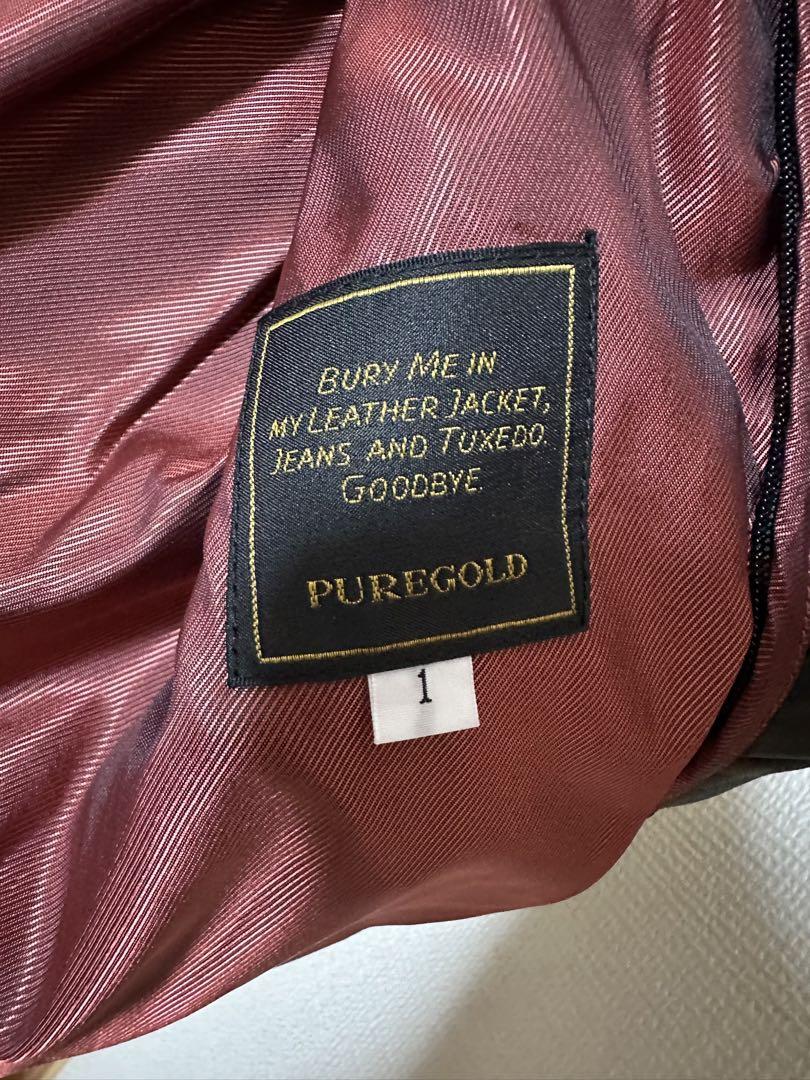 BURY ME IN
MY LEATHER JACKET,
JEANS AND TUXEDO.
GOODBYE.
PUREGOLD
1